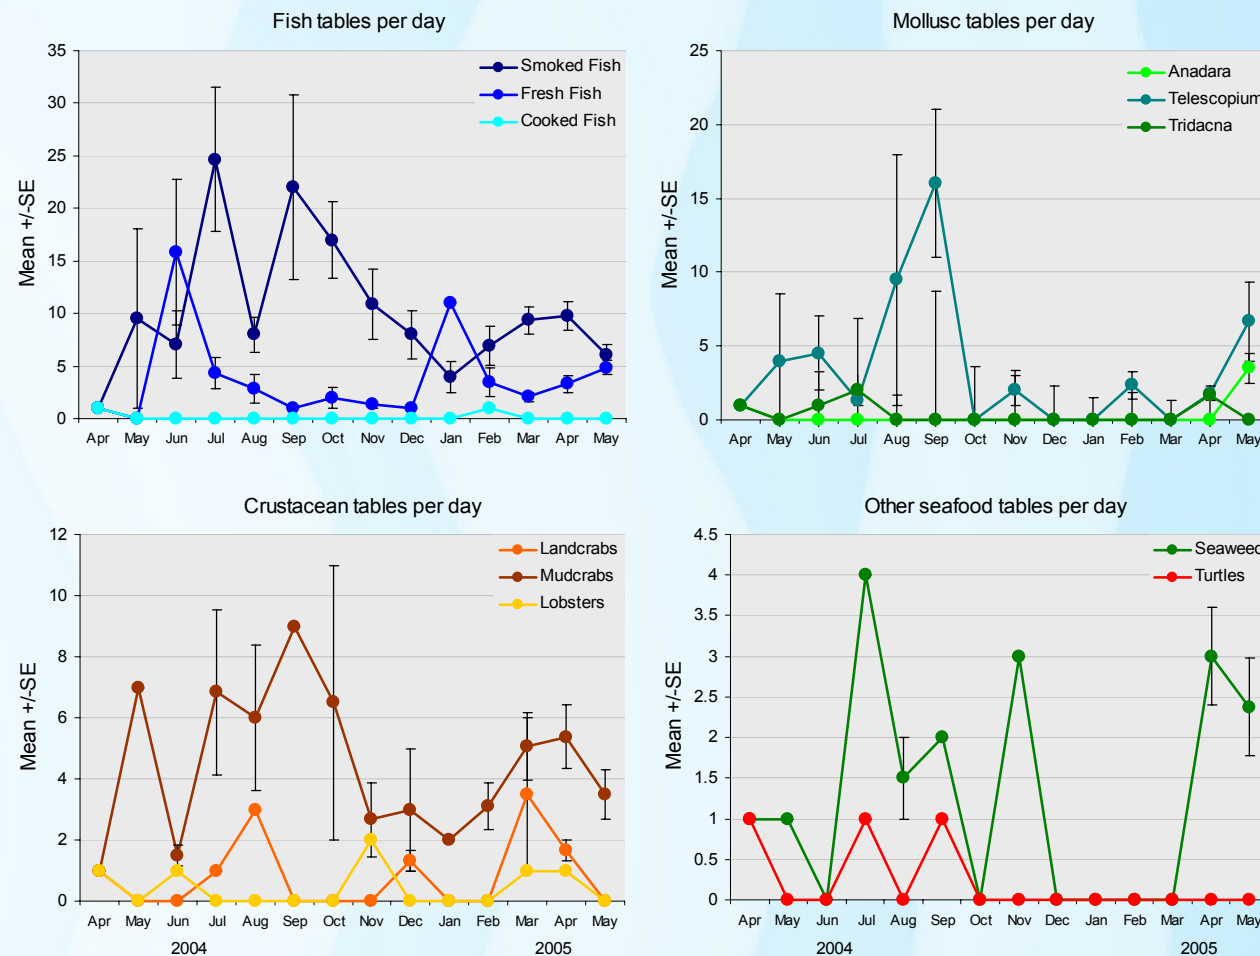 Fish tables per day
35
30
25
20
15
10
5
0
Mean +/-SE
Smoked Fish
Fresh Fish
Cooked Fish
Apr May Jun Jul Aug Sep Oct Nov Dec Jan Feb Mar Apr May
Mollusc tables per day
25
20
15
10
5
0
Mean +/-SE
Anadara
Telescopium
Tridacna
Apr May Jun Jul Aug Sep Oct Nov Dec Jan Feb Mar Apr May
Crustacean tables per day
12
10
8
6
4
2
0
Mean +/-SE
Landcrabs
Mudcrabs
Lobsters
Apr May Jun Jul Aug Sep Oct Nov Dec Jan Feb Mar Apr May
2004 2005
Other seafood tables per day
4.5
4
3.5
3
2.5
2
1.5
1
0.5
0
Mean +/-SE
Seaweed
Turtles
Apr May Jun Jul Aug Sep Oct Nov Dec Jan Feb Mar Apr May
2004 2005